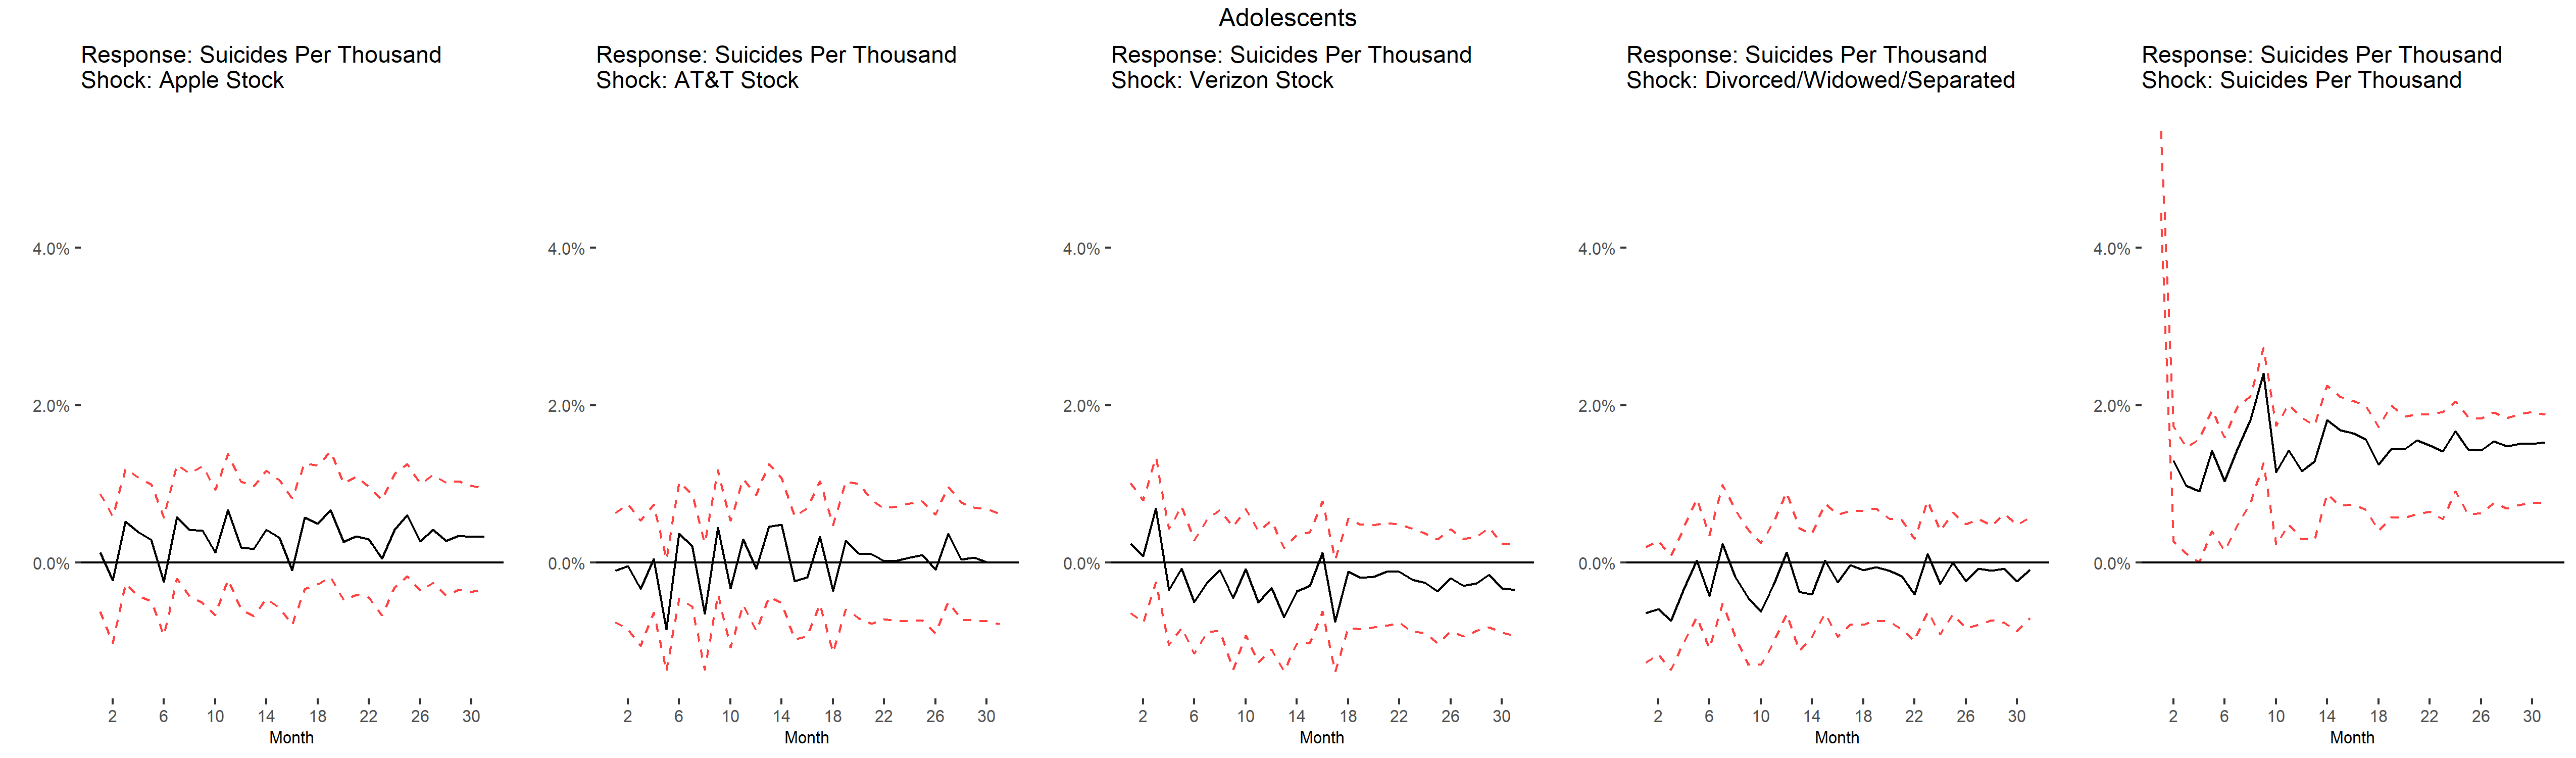 Adolescents
Response: Suicides Per Thousand
Shock: Apple Stock
4.0%
2.0%
0.0%
2 6 10 14 18 22 26 30
Month
Response: Suicides Per Thousand
Shock: AT&T Stock
4.0%
2.0%
0.0%
2 6 10 14 18 22 26 30
Month
Response: Suicides Per Thousand
Shock: Verizon Stock
4.0%
2.0%
0.0%
2 6 10 14 18 22 26 30
Month
Response: Suicides Per Thousand
Shock: Divorced/Widowed/Separated
4.0%
2.0%
0.0%
2 6 10 14 18 22 26 30
Month
Response: Suicides Per Thousand
Shock: Suicides Per Thousand
4.0%
2.0%
0.0%
2 6 10 14 18 22 26 30
Month